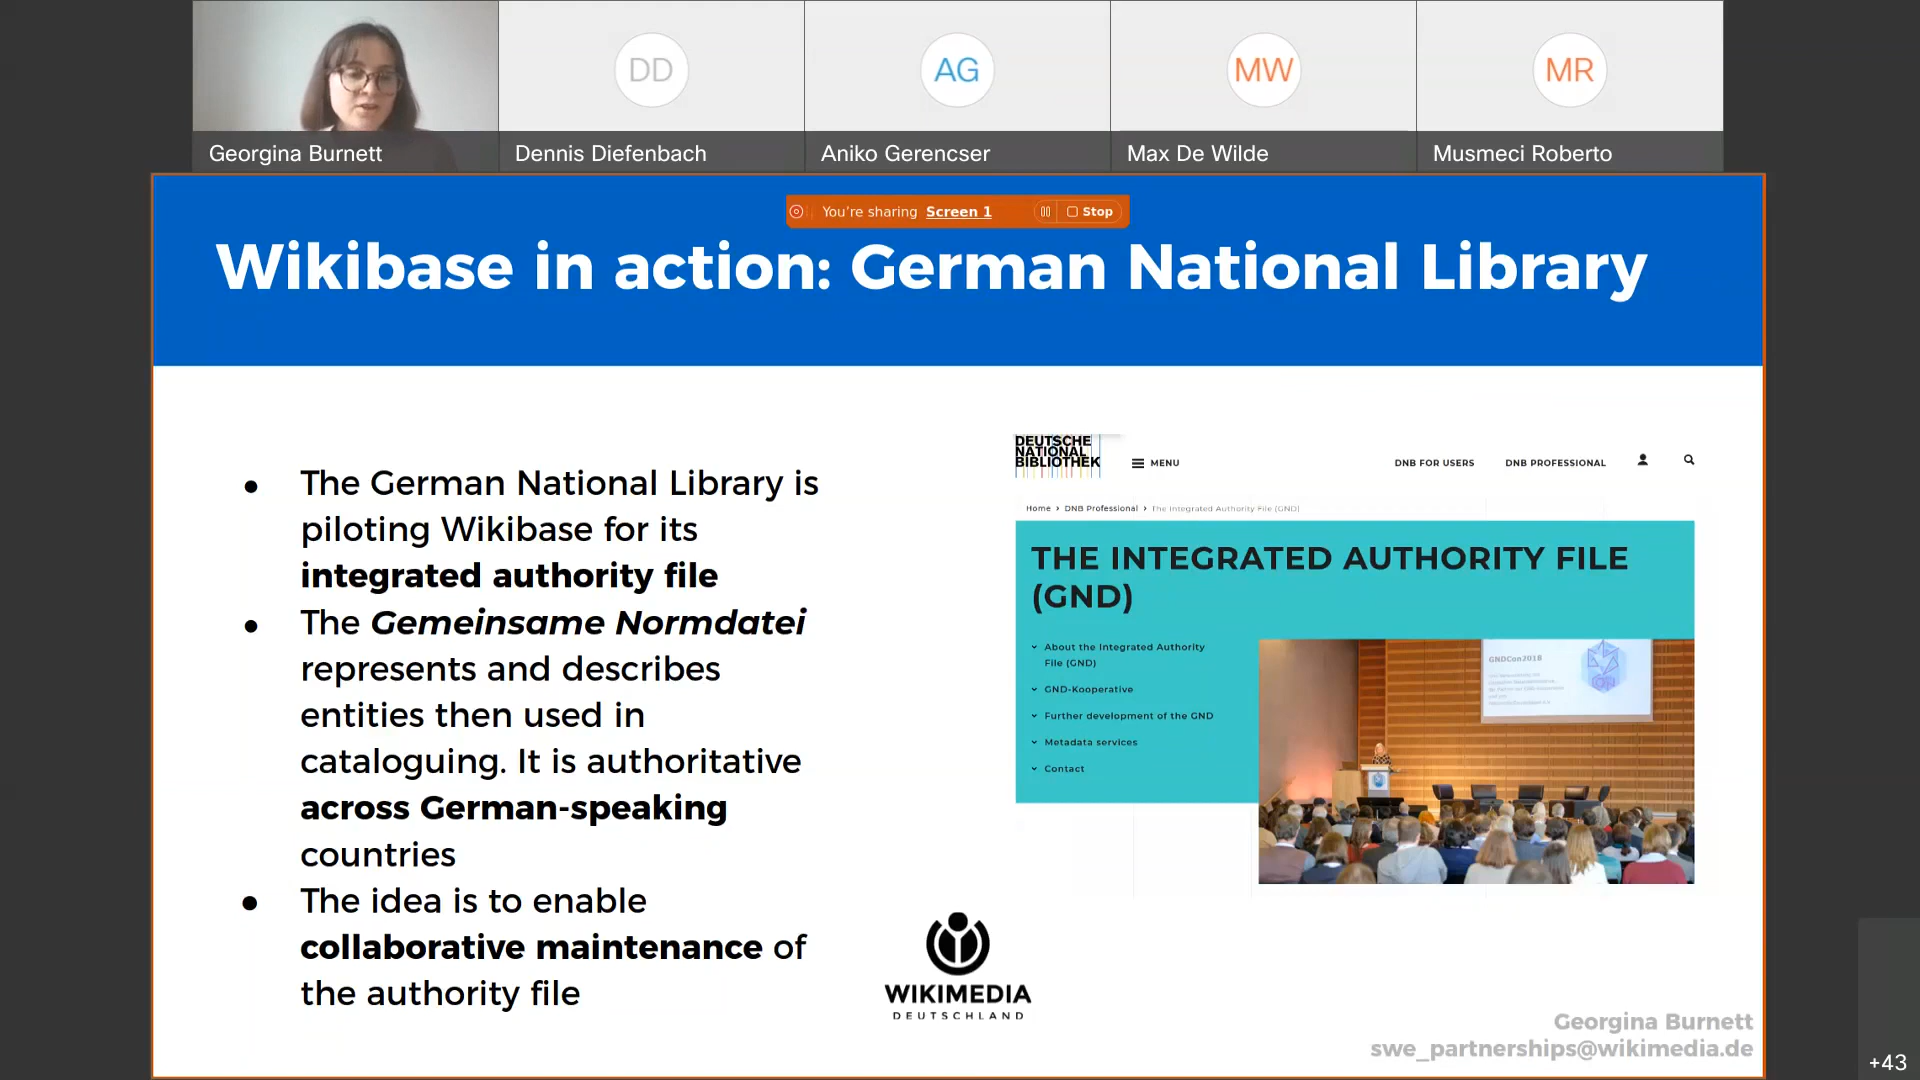 DD
AG
MW
MR
Georgina Burnett
Dennis Diefenbach
Aniko Gerencser
Max De Wilde
Musmeci Roberto
You're sharing Screen 1
Stop
Wikibase in action: German National Library
● The German National Library is
piloting Wikibase for its
integrated authority file
● The Gemeinsame Normdatei
represents and describes
entities then used in
cataloguing. It is authoritative
across German-speaking
countries
● The idea is to enable
collaborative maintenance of
the authority file
DEUTSCHE
NATIONAL
BIBLIOTHEK
MENU
DNB FOR USERS
DNB PROFESSIONAL
Home › DNB Professional › The Integrated Authority File (GND)
THE INTEGRATED AUTHORITY FILE
(GND)
About the Integrated Authority
File (GND)
GND-Kooperative
Further development of the GND
Metadata services
Contact
GNDCon2018
WIKIMEDIA
DEUTSCHLAND
Georgina Burnett
swe_partnerships@wikimedia.de
+43